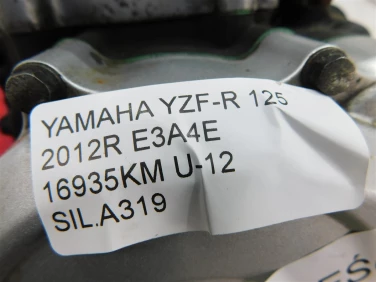 YAMAHA YZF-R 125
2012R E3A4E
16935KM U-12
SIL.A319